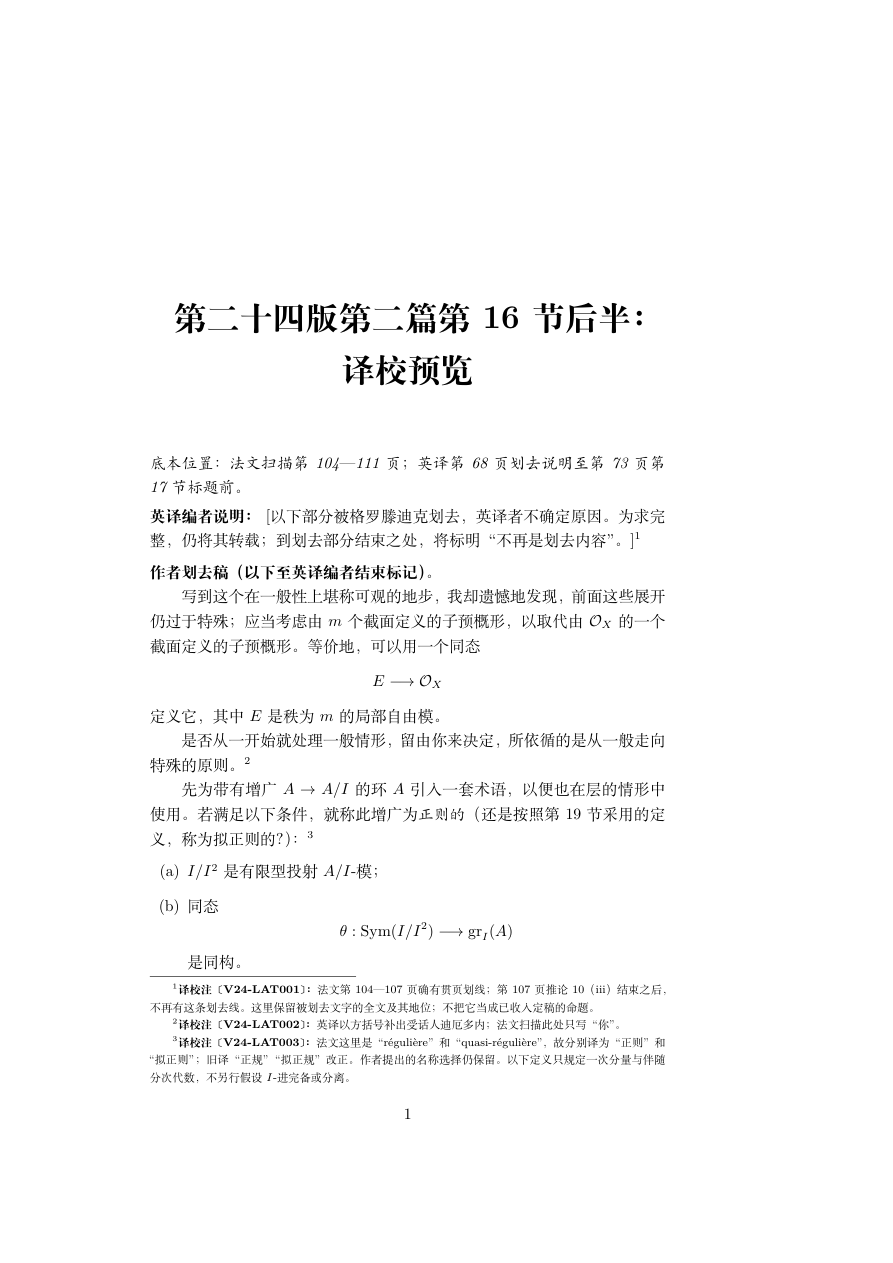 第二十四版第二篇第 16 节后半：
译校预览
底本位置：法文扫描第 104—111 页；英译第 68 页划去说明至第 73 页第
17 节标题前。
英译编者说明： [以下部分被格罗滕迪克划去，英译者不确定原因。为求完
整，仍将其转载；到划去部分结束之处，将标明“不再是划去内容”。]¹
作者划去稿（以下至英译编者结束标记）。
写到这个在一般性上堪称可观的地步，我却遗憾地发现，前面这些展开
仍过于特殊；应当考虑由 m 个截面定义的子预概形，以取代由 𝒪_X 的一个
截面定义的子预概形。等价地，可以用一个同态
E ⟶ 𝒪_X
定义它，其中 E 是秩为 m 的局部自由模。
是否从一开始就处理一般情形，留由你来决定，所依循的是从一般走向
特殊的原则。²
先为带有增广 A → A/I 的环 A 引入一套术语，以便也在层的情形中
使用。若满足以下条件，就称此增广为正则的（还是按照第 19 节采用的定
义，称为拟正则的?）：³
(a) I/I² 是有限型投射 A/I-模；
(b) 同态
θ : Sym(I/I²) ⟶ gr_I(A)
是同构。
¹译校注〔V24-LAT001〕：法文第 104—107 页确有贯页划线；第 107 页推论 10（iii）结束之后，
不再有这条划去线。这里保留被划去文字的全文及其地位；不把它当成已收入定稿的命题。
²译校注〔V24-LAT002〕：英译以方括号补出受话人迪厄多内；法文扫描此处只写“你”。
³译校注〔V24-LAT003〕：法文这里是“régulière”和“quasi-régulière”，故分别译为“正则”和
“拟正则”；旧译“正规”“拟正规”改正。作者提出的名称选择仍保留。以下定义只规定一次分量与伴随
分次代数，不另行假设 I-进完备或分离。
1